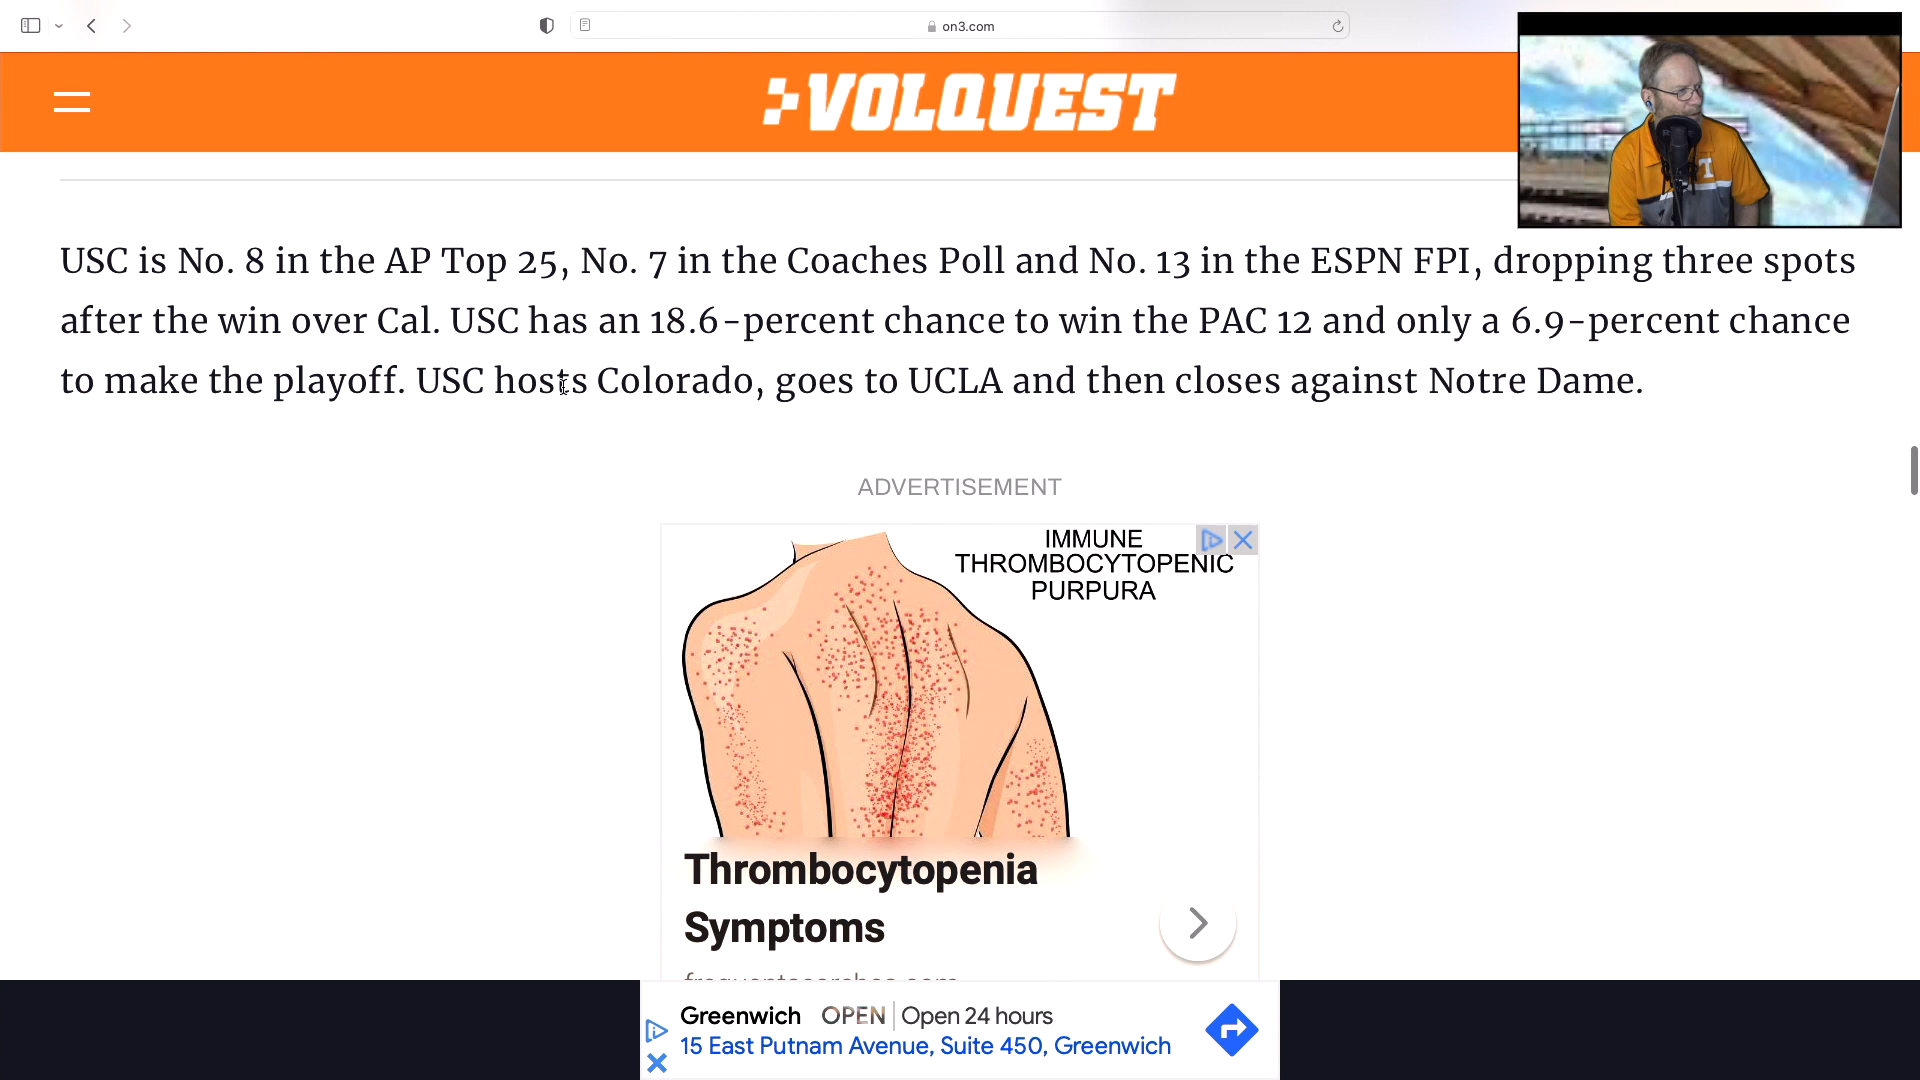 on3.com
VOLQUEST
T
USC is No. 8 in the AP Top 25, No. 7 in the Coaches Poll and No. 13 in the ESPN FPI, dropping three spots
after the win over Cal. USC has an 18.6-percent chance to win the PAC 12 and only a 6.9-percent chance
to make the playoff. USC hosts Colorado, goes to UCLA and then closes against Notre Dame.
ADVERTISEMENT
IMMUNE
THROMBOCYTOPENIC
PURPURA
Thrombocytopenia
Symptoms
Greenwich OPEN Open 24 hours
15 East Putnam Avenue, Suite 450, Greenwich